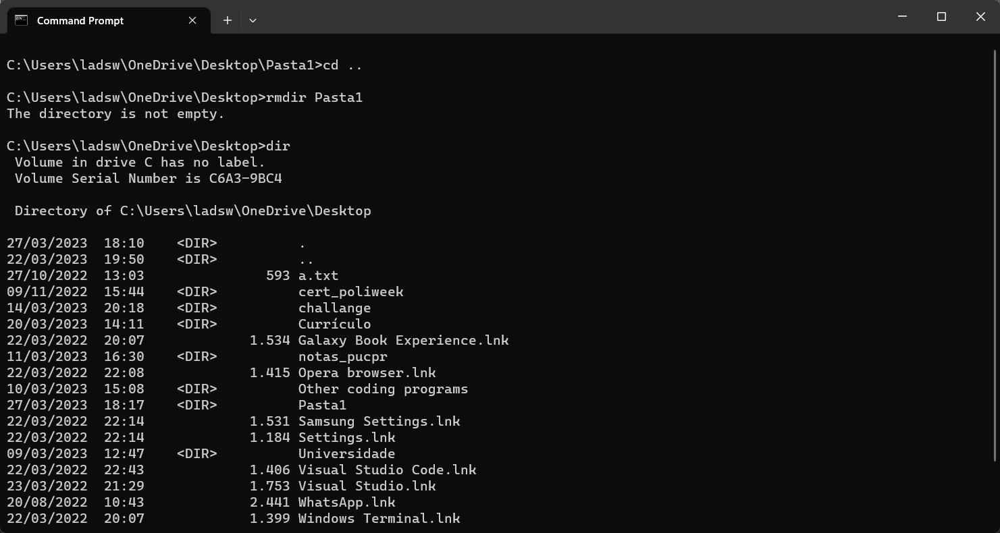 Command Prompt
C:\Users\ladsw\OneDrive\Desktop\Pasta1>cd ..
C:\Users\ladsw\OneDrive\Desktop>rmdir Pasta1
The directory is not empty.
C:\Users\ladsw\OneDrive\Desktop>dir
Volume in drive C has no label.
Volume Serial Number is C6A3-9BC4
Directory of C:\Users\ladsw\OneDrive\Desktop
27/03/2023  18:10    <DIR>          .
22/03/2023  19:50    <DIR>          ..
27/10/2022  13:03               593 a.txt
09/11/2022  15:44    <DIR>          cert_poliweek
14/03/2023  20:18    <DIR>          challange
20/03/2023  14:11    <DIR>          Currículo
22/03/2022  20:07             1.534 Galaxy Book Experience.lnk
11/03/2023  16:30    <DIR>          notas_pucpr
22/03/2022  22:08             1.415 Opera browser.lnk
10/03/2023  15:08    <DIR>          Other coding programs
27/03/2023  18:17    <DIR>          Pasta1
22/03/2022  22:14             1.531 Samsung Settings.lnk
22/03/2022  22:14             1.184 Settings.lnk
09/03/2023  12:47    <DIR>          Universidade
22/03/2022  22:43             1.406 Visual Studio Code.lnk
23/03/2022  21:29             1.753 Visual Studio.lnk
20/08/2022  10:43             2.441 WhatsApp.lnk
22/03/2022  20:07             1.399 Windows Terminal.lnk